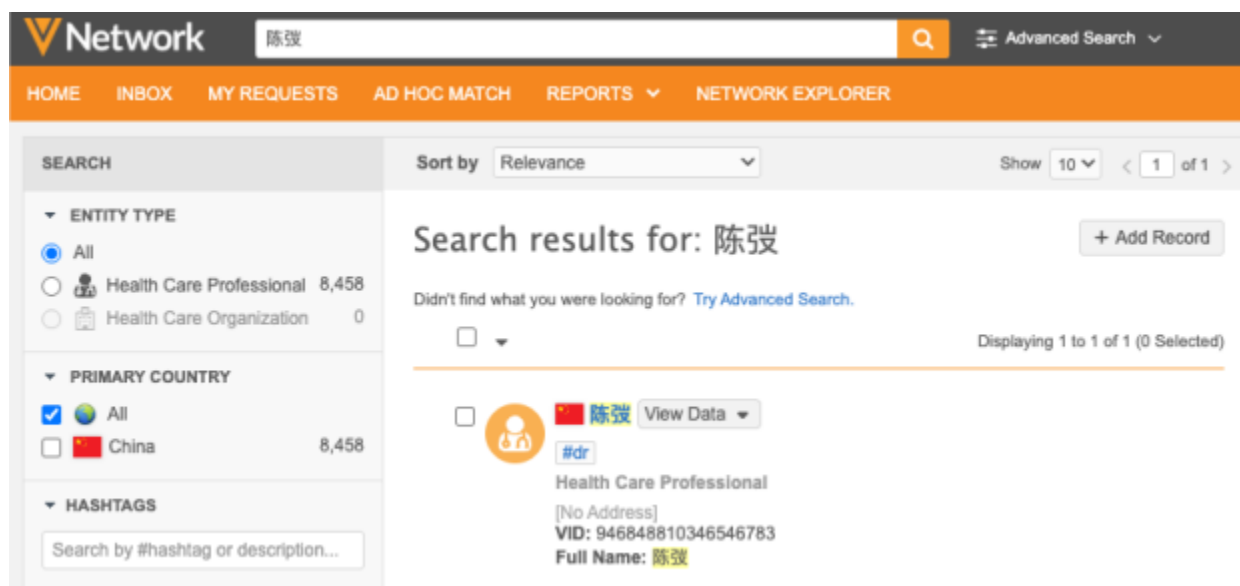 Network 陈弢 Advanced Search
HOME INBOX MY REQUESTS AD HOC MATCH REPORTS NETWORK EXPLORER
SEARCH
ENTITY TYPE
All
Health Care Professional 8,458
Health Care Organization 0
PRIMARY COUNTRY
All
China 8,458
HASHTAGS
Search by #hashtag or description...
Sort by Relevance Show 10 1 of 1
Search results for: 陈弢
+ Add Record
Didn't find what you were looking for? Try Advanced Search.
Displaying 1 to 1 of 1 (0 Selected)
陈弢 View Data
#dr
Health Care Professional
[No Address]
VID: 946848810346546783
Full Name: 陈弢